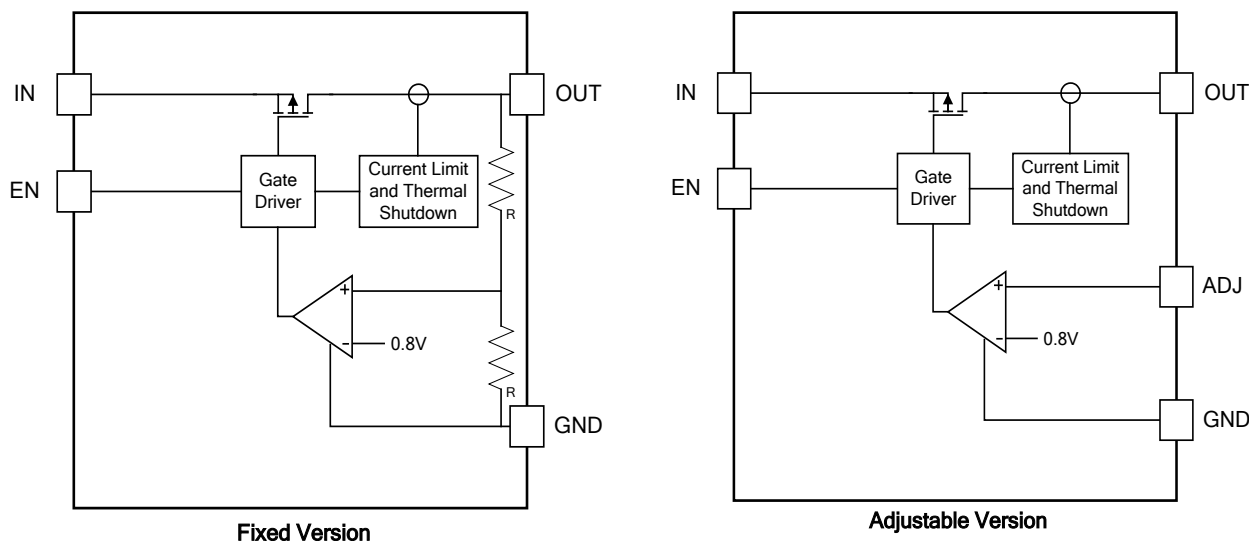 IN
OUT
EN
Gate
Driver
Current Limit
and Thermal
Shutdown
R
+
-
0.8V
R
GND
Fixed Version
IN
OUT
EN
Gate
Driver
Current Limit
and Thermal
Shutdown
ADJ
+
-
0.8V
GND
Adjustable Version